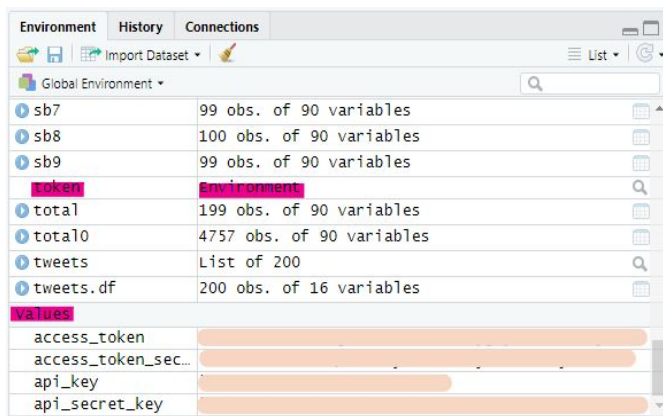 Environment History Connections
Import Dataset List
Global Environment
sb7 99 obs. of 90 variables
sb8 100 obs. of 90 variables
sb9 99 obs. of 90 variables
token Environment
total 199 obs. of 90 variables
total0 4757 obs. of 90 variables
tweets List of 200
tweets.df 200 obs. of 16 variables
Values
access_token
access_token_sec…
api_key
api_secret_key